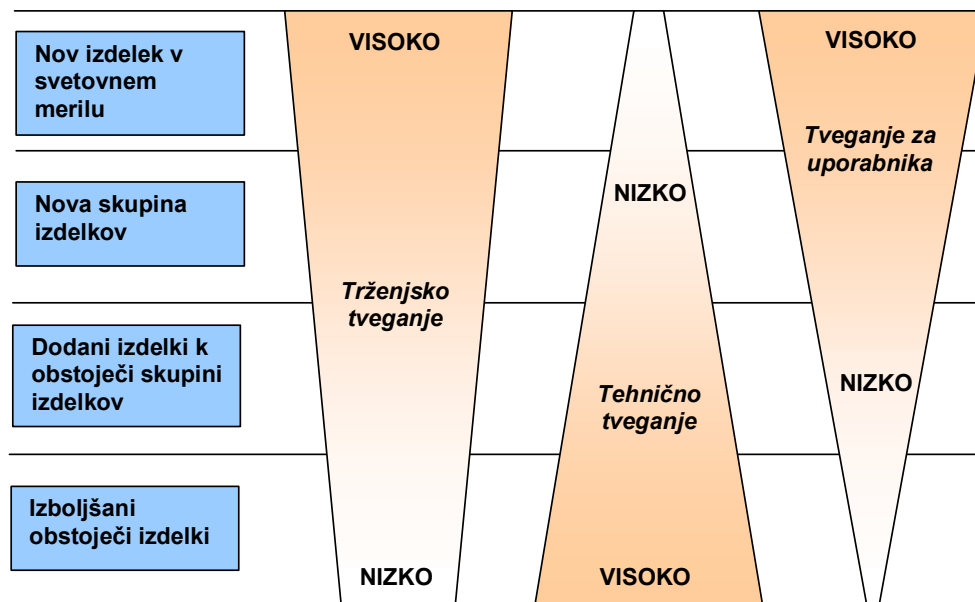 Nov izdelek v
svetovnem
merilu
Nova skupina
izdelkov
Dodani izdelki k
obstoječi skupini
izdelkov
Izboljšani
obstoječi izdelki
VISOKO
Trženjsko
tveganje
NIZKO
NIZKO
Tehnično
tveganje
VISOKO
VISOKO
Tveganje za
uporabnika
NIZKO